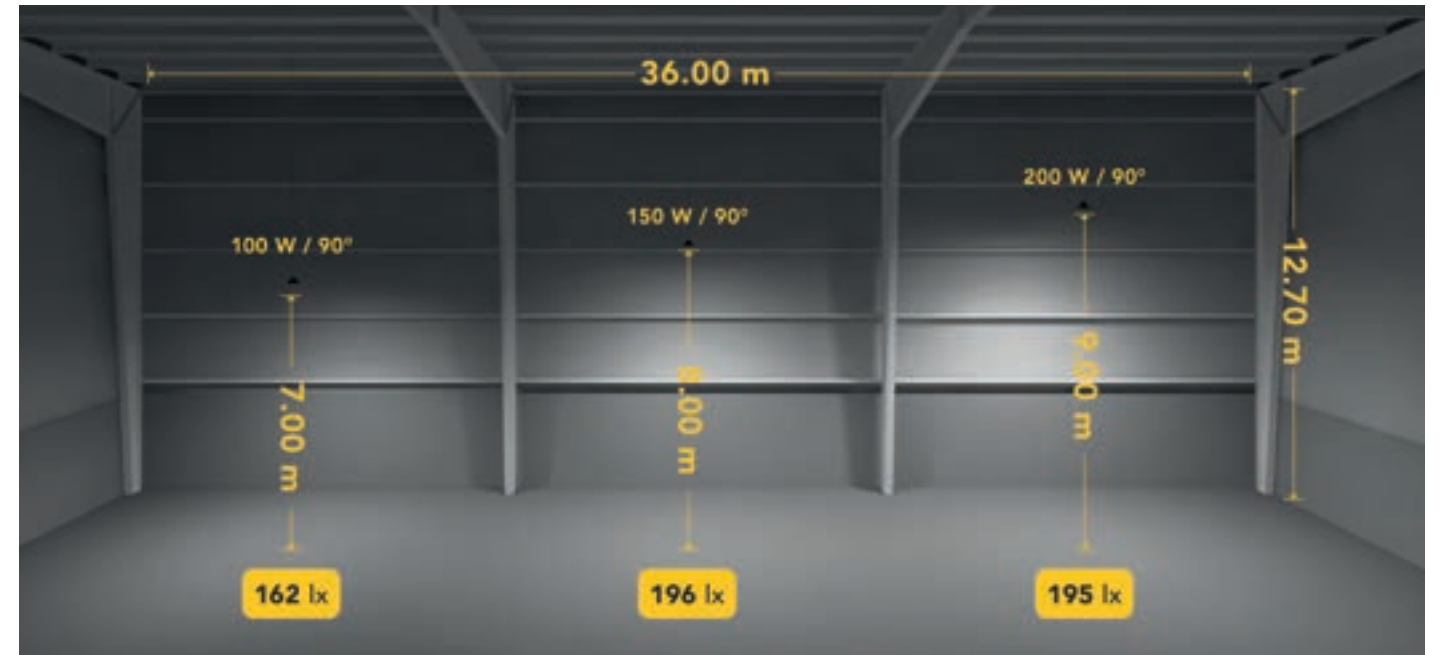 36.00 m
200 W / 90°
150 W / 90°
100 W / 90°
12.70 m
7.00 m
8.00 m
9.00 m
162 lx
196 lx
195 lx